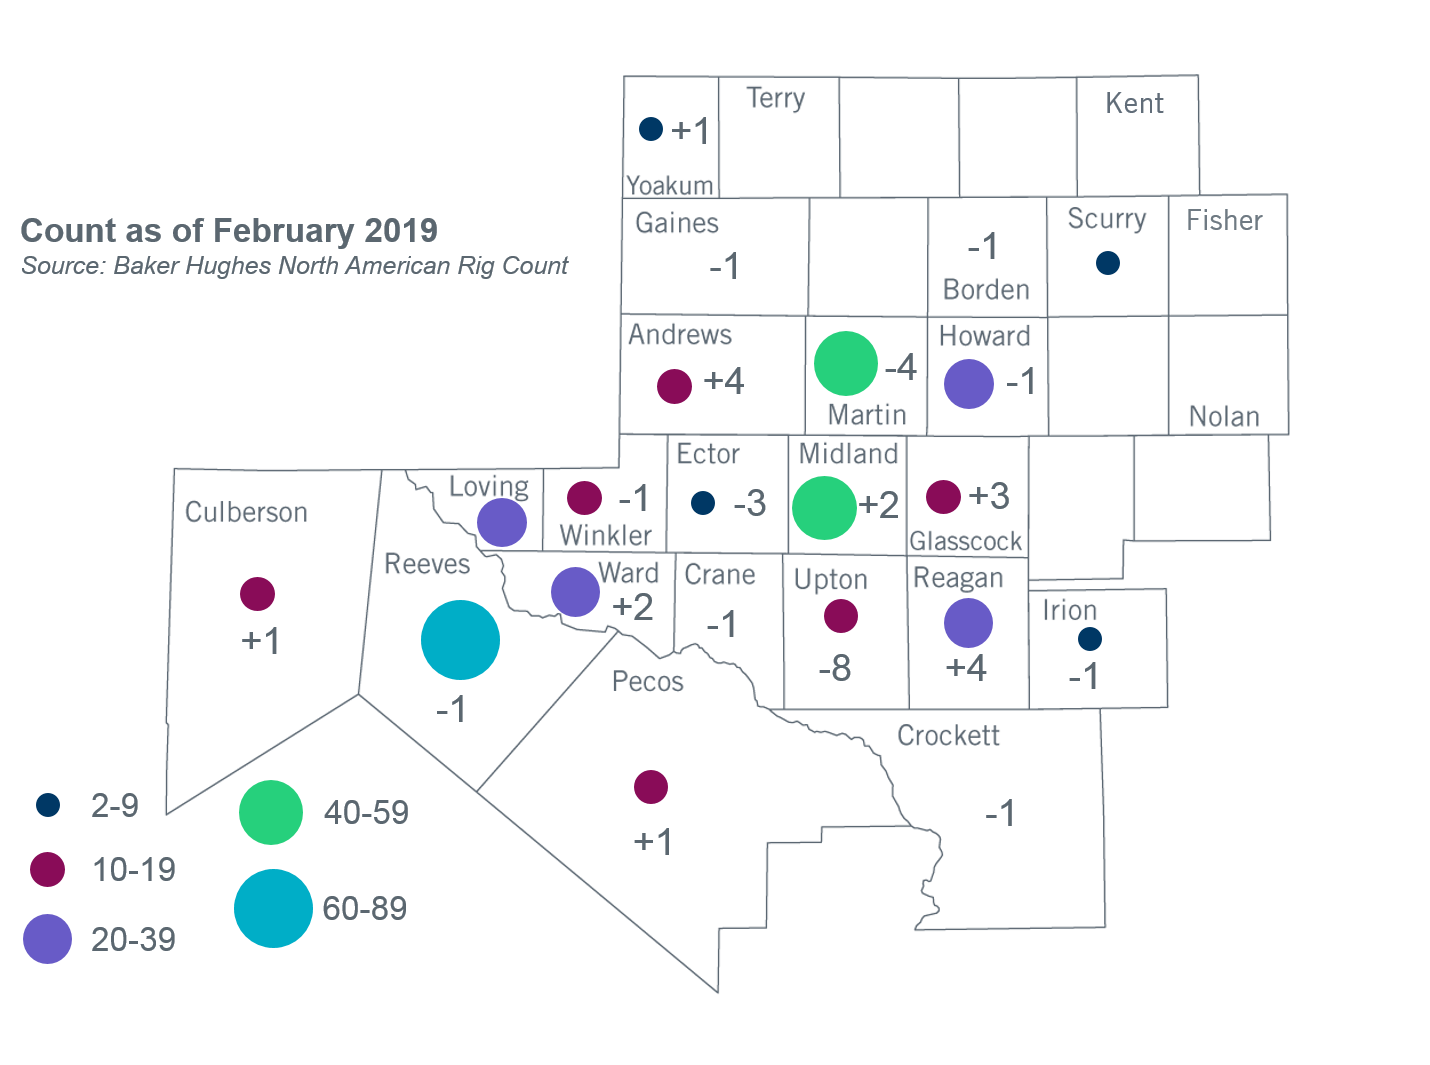 Terry
Kent
+1
Yoakum
Count as of February 2019
Source: Baker Hughes North American Rig Count
Gaines
-1
-1
Borden
Scurry
Fisher
Andrews
+4
-4
Martin
Howard
-1
Nolan
Culberson
+1
Loving
-1
Winkler
Ector
-3
Midland
+2
+3
Glasscock
Reeves
-1
Ward
+2
Crane
-1
Upton
-8
Reagan
+4
Irion
-1
Pecos
+1
Crockett
-1
2-9
10-19
20-39
40-59
60-89